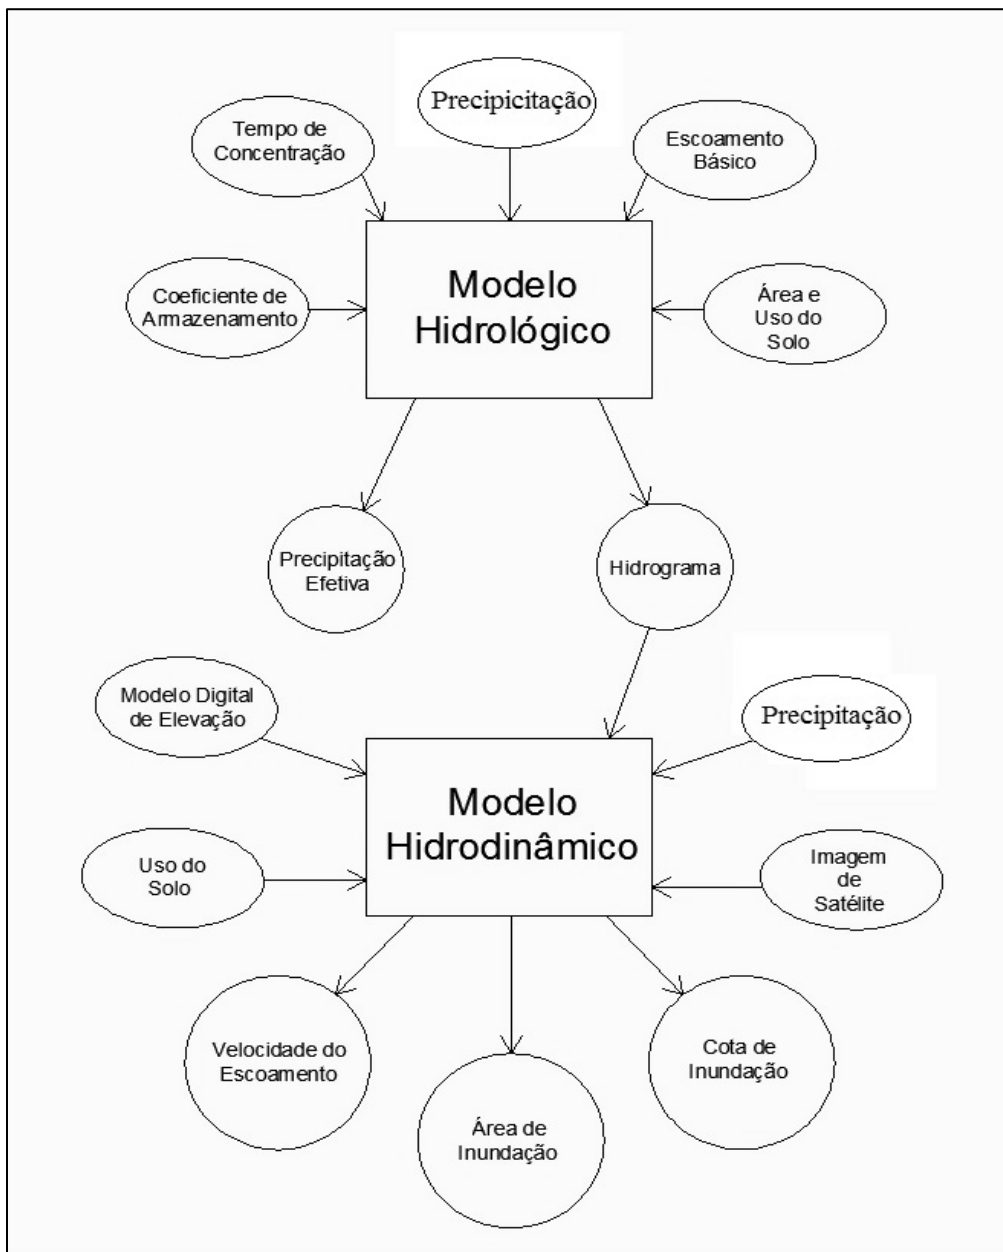 Precipicitação
Tempo de
Concentração
Escoamento
Básico
Modelo
Hidrológico
Coeficiente de
Armazenamento
Área e
Uso do
Solo
Precipitação
Efetiva
Hidrograma
Modelo Digital
de Elevação
Precipitação
Modelo
Hidrodinâmico
Uso do
Solo
Imagem
de
Satélite
Velocidade do
Escoamento
Cota de
Inundação
Área de
Inundação